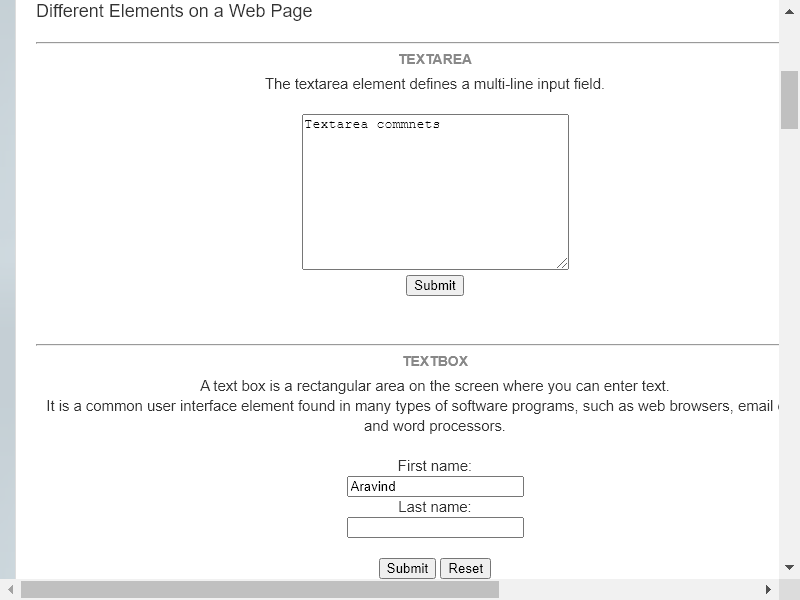 Different Elements on a Web Page
TEXTAREA
The textarea element defines a multi-line input field.
Textarea commnets
Submit
TEXTBOX
A text box is a rectangular area on the screen where you can enter text.
It is a common user interface element found in many types of software programs, such as web browsers, email
and word processors.
First name:
Aravind
Last name:
Submit Reset